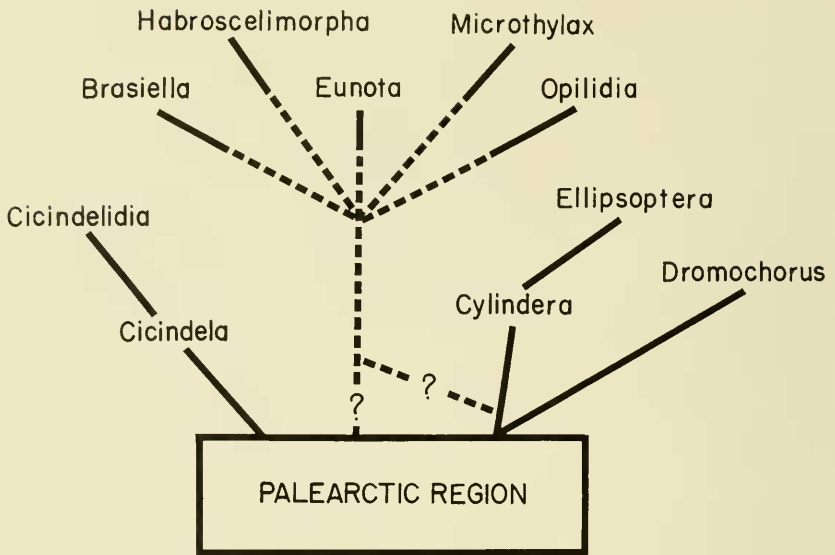 Habroscelimorpha
Microthylax
Brasiella
Eunota
Opilidia
Cicindelidia
Ellipsoptera
Dromochorus
Cylindera
Cicindela
?
?
PALEARCTIC REGION